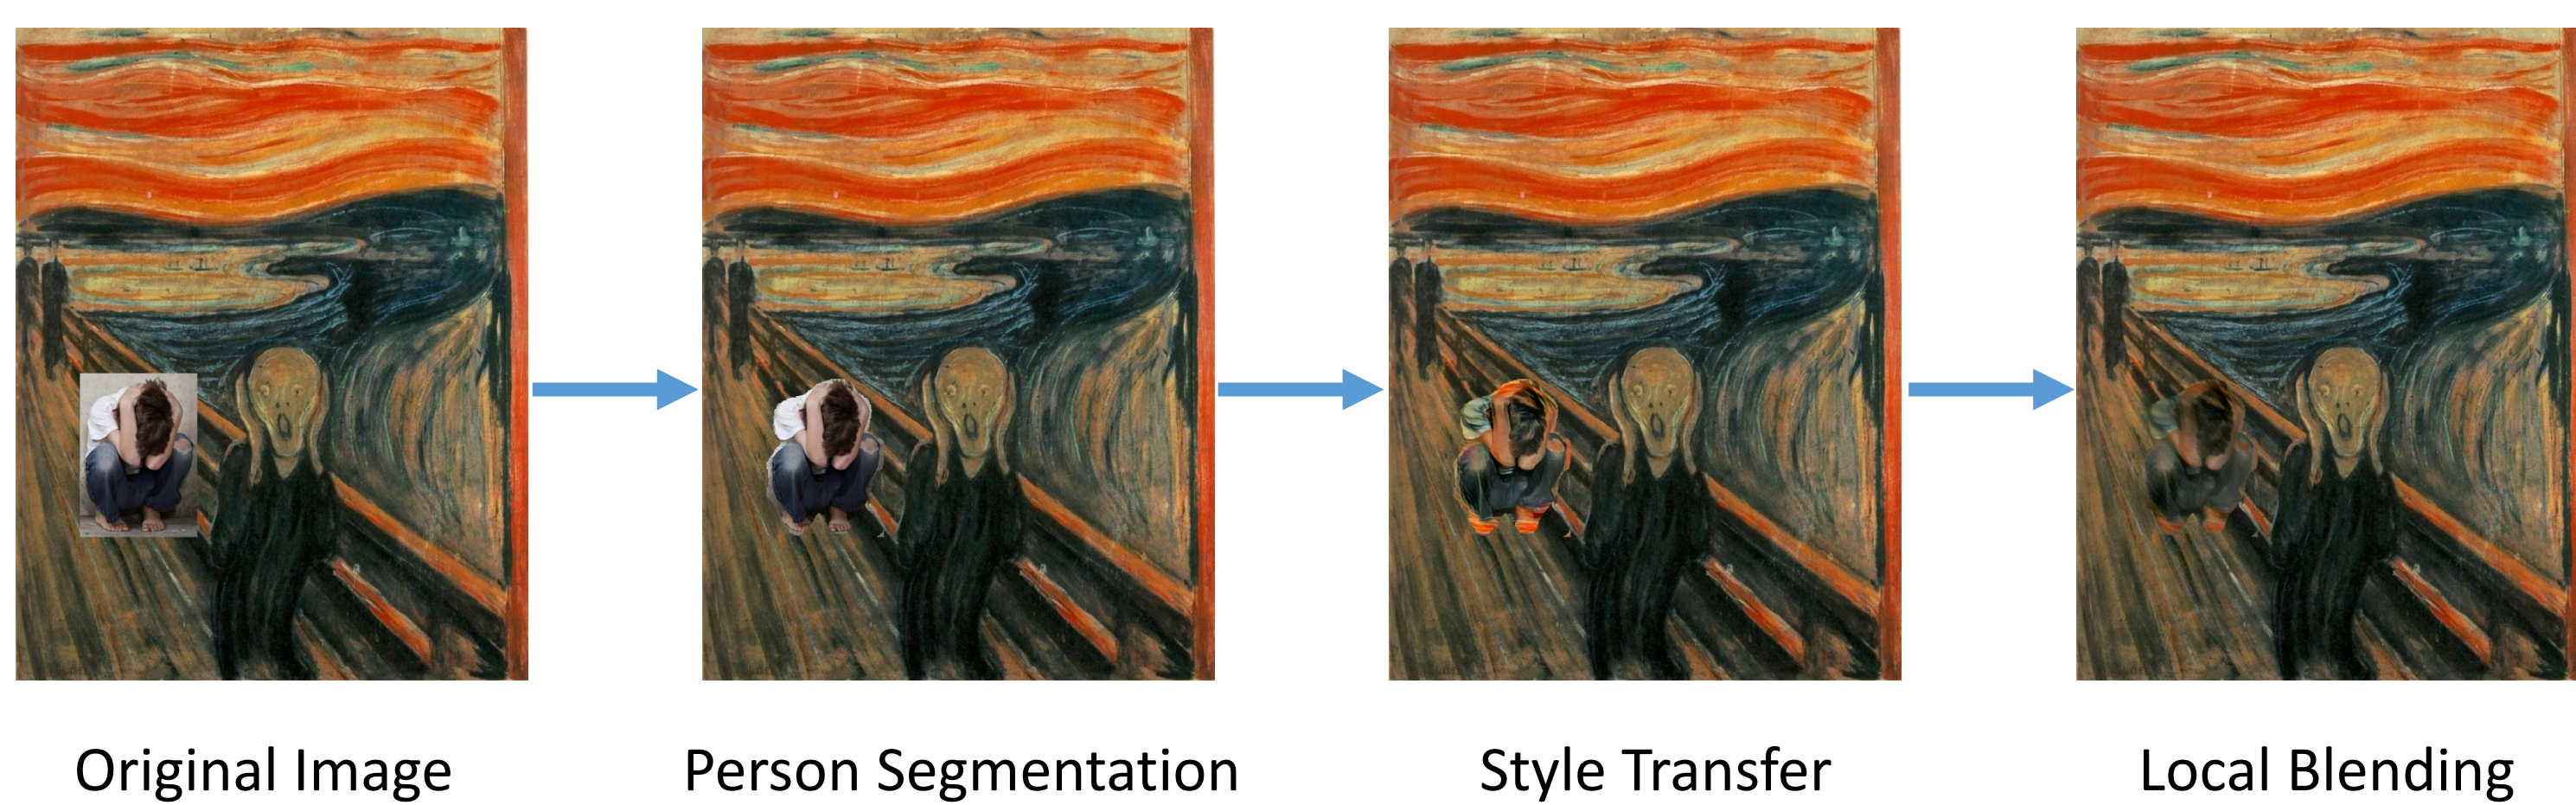 Original Image
Person Segmentation
Style Transfer
Local Blending